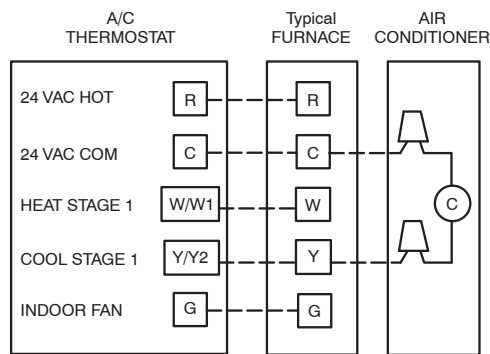 A/C
THERMOSTAT
Typical
FURNACE
AIR
CONDITIONER
24 VAC HOT R R
24 VAC COM C C
HEAT STAGE 1 W/W1 W C
COOL STAGE 1 Y/Y2 Y
INDOOR FAN G G